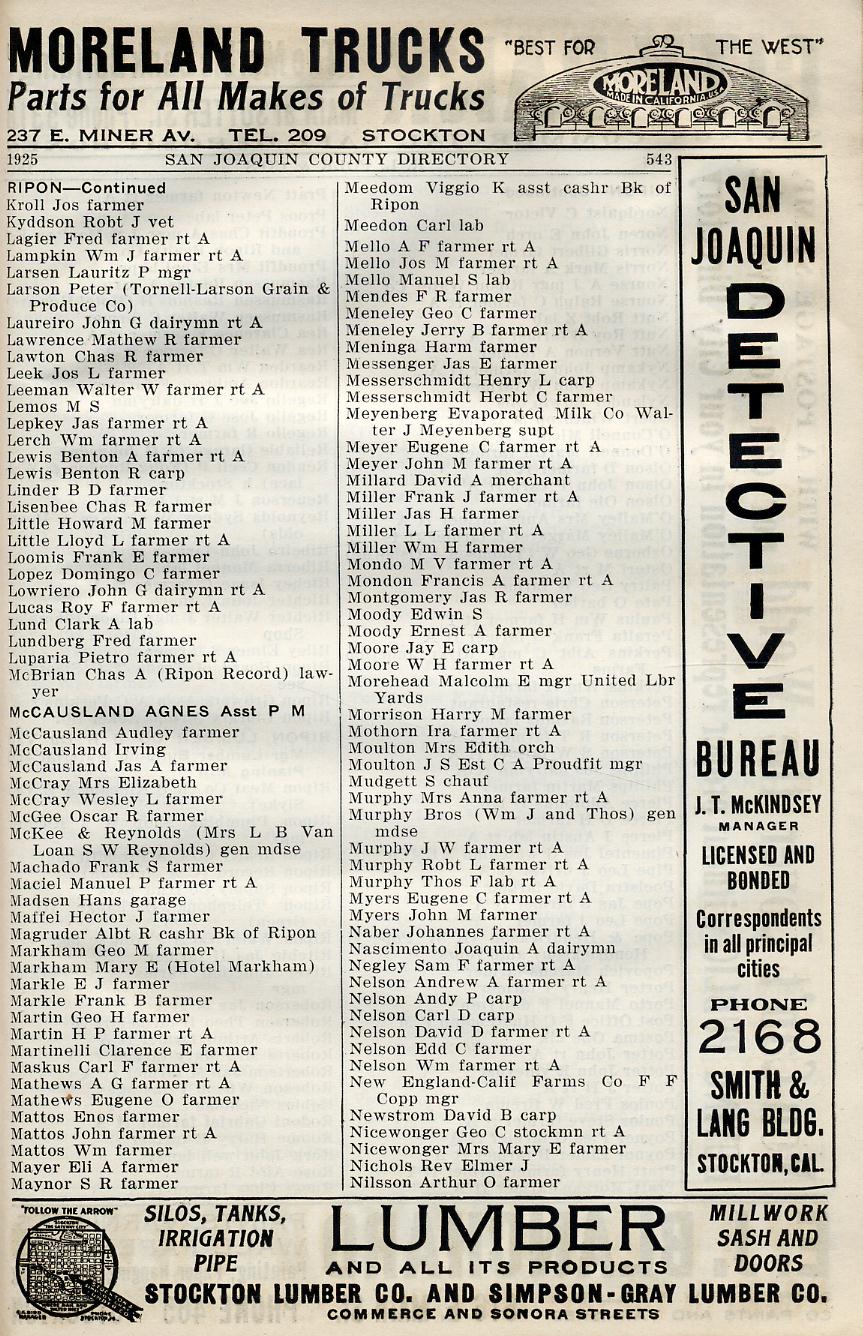 MORELAND TRUCKS
Parts for All Makes of Trucks
237 E. MINER AV. TEL. 209 STOCKTON
"BEST FOR THE WEST"
MORELAND
MADE IN CALIFORNIA U.S.A.
1925 SAN JOAQUIN COUNTY DIRECTORY 543
RIPON—Continued
Kroll Jos farmer
Kyddson Robt J vet
Lagier Fred farmer rt A
Lampkin Wm J farmer rt A
Larsen Lauritz P mgr
Larson Peter (Tornell-Larson Grain &
Produce Co)
Laureiro John G dairymn rt A
Lawrence Mathew R farmer
Lawton Chas R farmer
Leek Jos L farmer
Leeman Walter W farmer rt A
Lemos M S
Lepkey Jas farmer rt A
Lerch Wm farmer rt A
Lewis Benton A farmer rt A
Lewis Benton R carp
Linder B D farmer
Lisenbee Chas R farmer
Little Howard M farmer
Little Lloyd L farmer rt A
Loomis Frank E farmer
Lopez Domingo C farmer
Lowriero John G dairymn rt A
Lucas Roy F farmer rt A
Lund Clark A lab
Lundberg Fred farmer
Luparia Pietro farmer rt A
McBrian Chas A (Ripon Record) law-
yer
McCAUSLAND AGNES Asst P M
McCausland Audley farmer
McCausland Irving
McCausland Jas A farmer
McCray Mrs Elizabeth
McCray Wesley L farmer
McGee Oscar R farmer
McKee & Reynolds (Mrs L B Van
Loan S W Reynolds) gen mdse
Machado Frank S farmer
Maciel Manuel P farmer rt A
Madsen Hans garage
Maffei Hector J farmer
Magruder Albt R cashr Bk of Ripon
Markham Geo M farmer
Markham Mary E (Hotel Markham)
Markle E J farmer
Markle Frank B farmer
Martin Geo H farmer
Martin H P farmer rt A
Martinelli Clarence E farmer
Maskus Carl F farmer rt A
Mathews A G farmer rt A
Mathews Eugene O farmer
Mattos Enos farmer
Mattos John farmer rt A
Mattos Wm farmer
Mayer Eli A farmer
Maynor S R farmer
Meedom Viggio K asst cashr Bk of
Ripon
Meedon Carl lab
Mello A F farmer rt A
Mello Jos M farmer rt A
Mello Manuel S lab
Mendes F R farmer
Meneley Geo C farmer
Meneley Jerry B farmer rt A
Meninga Harm farmer
Messenger Jas E farmer
Messerschmidt Henry L carp
Messerschmidt Herbt C farmer
Meyenberg Evaporated Milk Co Wal-
ter J Meyenberg supt
Meyer Eugene C farmer rt A
Meyer John M farmer rt A
Millard David A merchant
Miller Frank J farmer rt A
Miller Jas H farmer
Miller L L farmer rt A
Miller Wm H farmer
Mondo M V farmer rt A
Mondon Francis A farmer rt A
Montgomery Jas R farmer
Moody Edwin S
Moody Ernest A farmer
Moore Jay E carp
Moore W H farmer rt A
Morehead Malcolm E mgr United Lbr
Yards
Morrison Harry M farmer
Mothorn Ira farmer rt A
Moulton Mrs Edith orch
Moulton J S Est C A Proudfit mgr
Mudgett S chauf
Murphy Mrs Anna farmer rt A
Murphy Bros (Wm J and Thos) gen
mdse
Murphy J W farmer rt A
Murphy Robt L farmer rt A
Murphy Thos F lab rt A
Myers Eugene C farmer rt A
Myers John M farmer
Naber Johannes farmer rt A
Nascimento Joaquin A dairymn
Negley Sam F farmer rt A
Nelson Andrew A farmer rt A
Nelson Andy P carp
Nelson Carl D carp
Nelson David D farmer rt A
Nelson Edd C farmer
Nelson Wm farmer rt A
New England-Calif Farms Co F F
Copp mgr
Newstrom David B carp
Nicewonger Geo C stockmn rt A
Nicewonger Mrs Mary E farmer
Nichols Rev Elmer J
Nilsson Arthur O farmer
SAN
JOAQUIN
DETECTIVE
BUREAU
J. T. McKINDSEY
MANAGER
LICENSED AND
BONDED
Correspondents
in all principal
cities
PHONE
2168
SMITH &
LANG BLDG.
STOCKTON, CAL.
"FOLLOW THE ARROW"
SILOS, TANKS,
IRRIGATION
PIPE
LUMBER
AND ALL ITS PRODUCTS
MILLWORK
SASH AND
DOORS
STOCKTON LUMBER CO. AND SIMPSON-GRAY LUMBER CO.
COMMERCE AND SONORA STREETS